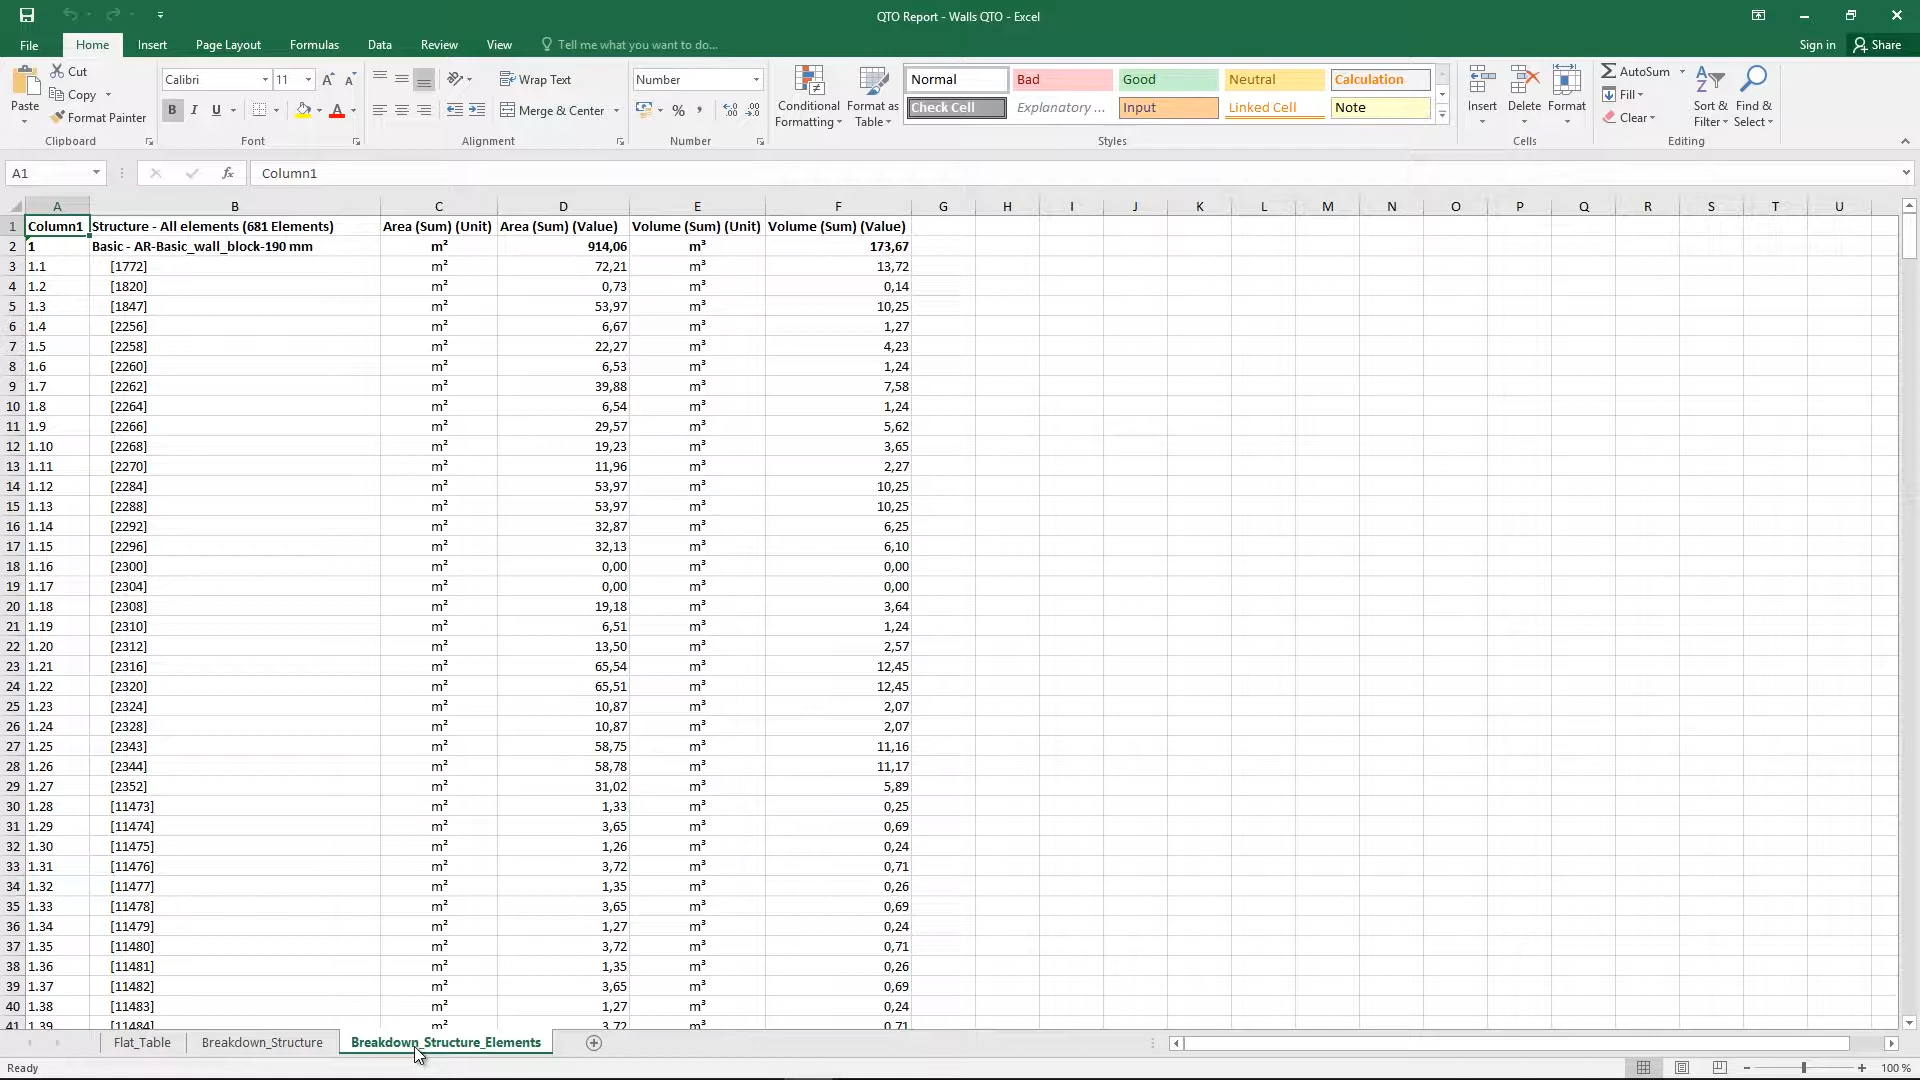 QTO Report - Walls QTO - Excel
File Home Insert Page Layout Formulas Data Review View Tell me what you want to do... Sign in Share
Paste
Cut
Copy
Format Painter
Clipboard
Calibri 11
B I U
Font
Wrap Text
Merge & Center
Alignment
Number
%
Number
Conditional Formatting
Format as Table
Normal Bad Good Neutral Calculation
Check Cell Explanatory ... Input Linked Cell Note
Styles
Insert Delete Format
Cells
AutoSum
Fill
Clear
Sort & Filter
Find & Select
Editing
A1 fx Column1
A B C D E F G H I J K L M N O P Q R S T U
1 Column1 Structure - All elements (681 Elements) Area (Sum) (Unit) Area (Sum) (Value) Volume (Sum) (Unit) Volume (Sum) (Value)
2 1 Basic - AR-Basic_wall_block-190 mm m² 914,06 m³ 173,67
3 1.1 [1772] m² 72,21 m³ 13,72
4 1.2 [1820] m² 0,73 m³ 0,14
5 1.3 [1847] m² 53,97 m³ 10,25
6 1.4 [2256] m² 6,67 m³ 1,27
7 1.5 [2258] m² 22,27 m³ 4,23
8 1.6 [2260] m² 6,53 m³ 1,24
9 1.7 [2262] m² 39,88 m³ 7,58
10 1.8 [2264] m² 6,54 m³ 1,24
11 1.9 [2266] m² 29,57 m³ 5,62
12 1.10 [2268] m² 19,23 m³ 3,65
13 1.11 [2270] m² 11,96 m³ 2,27
14 1.12 [2284] m² 53,97 m³ 10,25
15 1.13 [2288] m² 53,97 m³ 10,25
16 1.14 [2292] m² 32,87 m³ 6,25
17 1.15 [2296] m² 32,13 m³ 6,10
18 1.16 [2300] m² 0,00 m³ 0,00
19 1.17 [2304] m² 0,00 m³ 0,00
20 1.18 [2308] m² 19,18 m³ 3,64
21 1.19 [2310] m² 6,51 m³ 1,24
22 1.20 [2312] m² 13,50 m³ 2,57
23 1.21 [2316] m² 65,54 m³ 12,45
24 1.22 [2320] m² 65,51 m³ 12,45
25 1.23 [2324] m² 10,87 m³ 2,07
26 1.24 [2328] m² 10,87 m³ 2,07
27 1.25 [2343] m² 58,75 m³ 11,16
28 1.26 [2344] m² 58,78 m³ 11,17
29 1.27 [2352] m² 31,02 m³ 5,89
30 1.28 [11473] m² 1,33 m³ 0,25
31 1.29 [11474] m² 3,65 m³ 0,69
32 1.30 [11475] m² 1,26 m³ 0,24
33 1.31 [11476] m² 3,72 m³ 0,71
34 1.32 [11477] m² 1,35 m³ 0,26
35 1.33 [11478] m² 3,65 m³ 0,69
36 1.34 [11479] m² 1,27 m³ 0,24
37 1.35 [11480] m² 3,72 m³ 0,71
38 1.36 [11481] m² 1,35 m³ 0,26
39 1.37 [11482] m² 3,65 m³ 0,69
40 1.38 [11483] m² 1,27 m³ 0,24
41 1.39 [11484] m² 3,72 m³ 0,71
Flat_Table Breakdown_Structure Breakdown_Structure_Elements
Ready 100 %